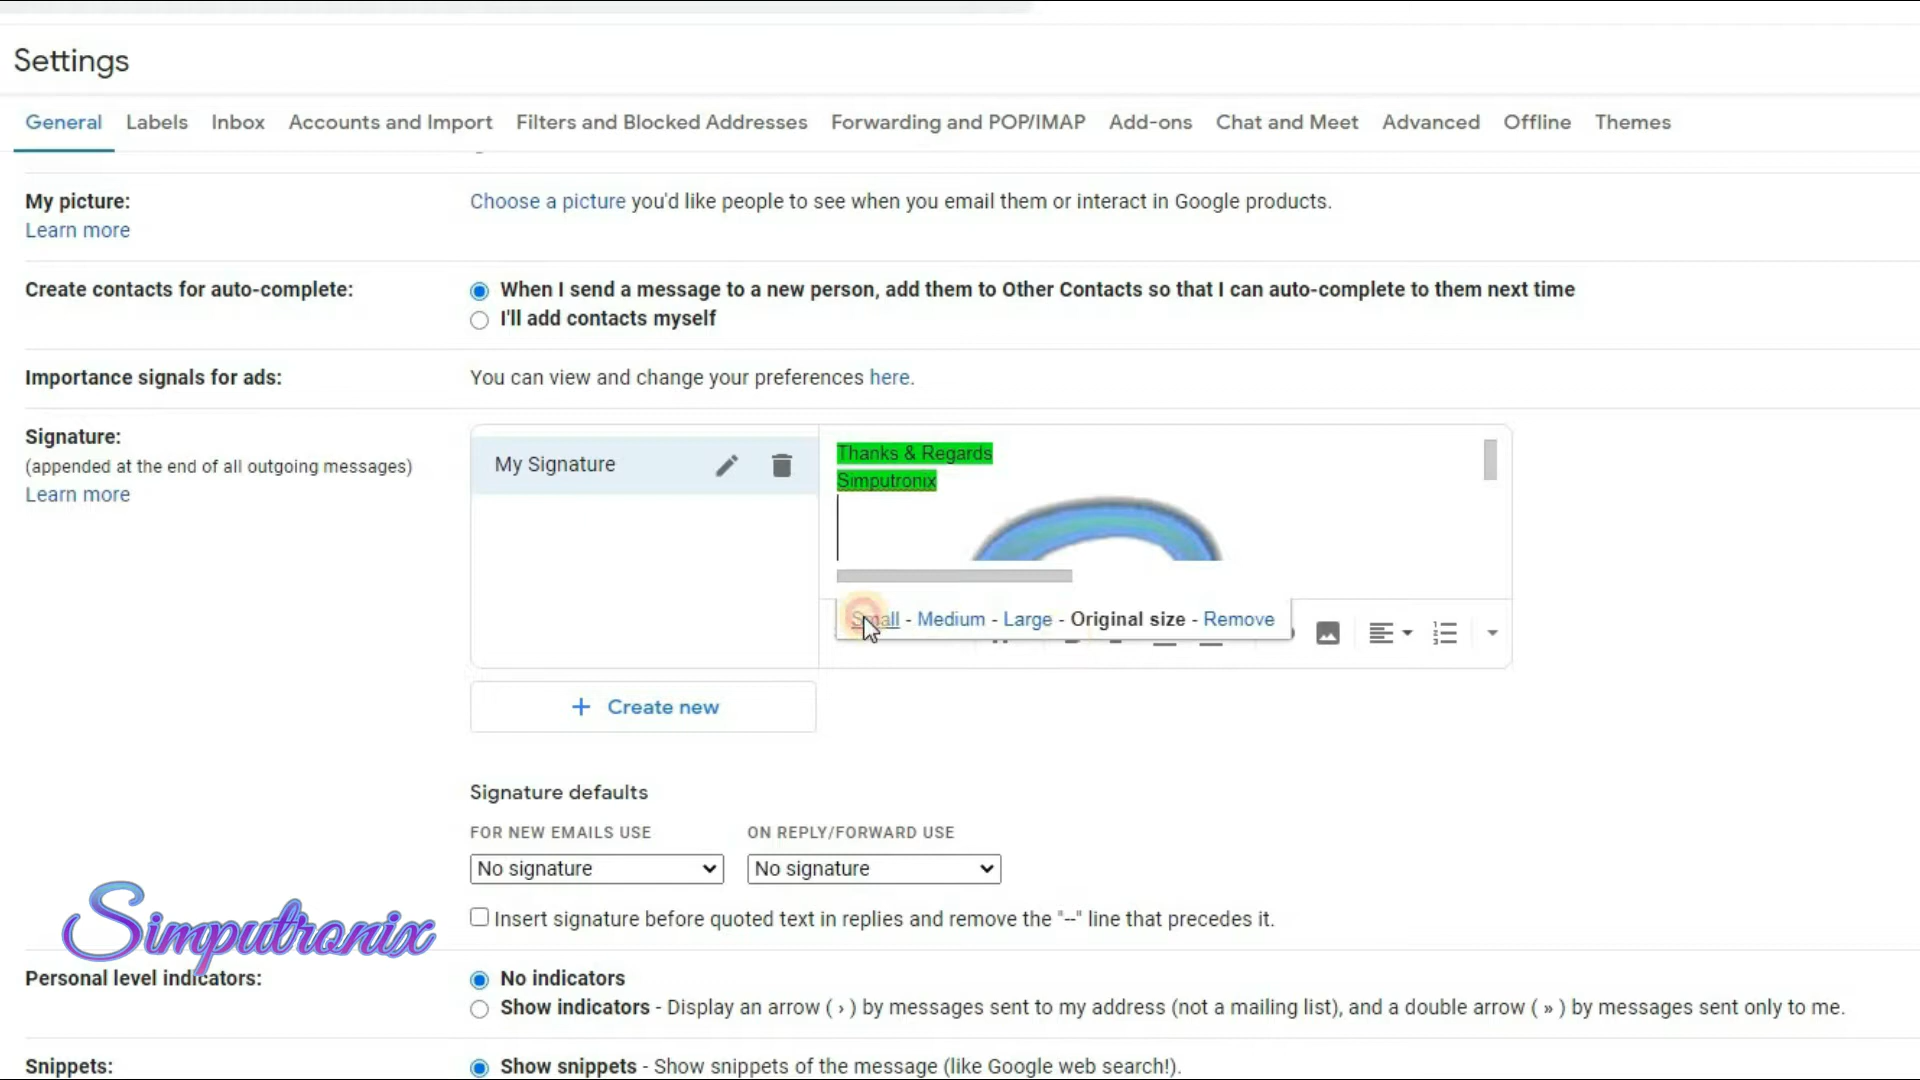 Settings
General Labels Inbox Accounts and Import Filters and Blocked Addresses Forwarding and POP/IMAP Add-ons Chat and Meet Advanced Offline Themes
My picture: Choose a picture you'd like people to see when you email them or interact in Google products.
Learn more
Create contacts for auto-complete: When I send a message to a new person, add them to Other Contacts so that I can auto-complete to them next time
I'll add contacts myself
Importance signals for ads: You can view and change your preferences here.
Signature:
(appended at the end of all outgoing messages)
Learn more
My Signature
Thanks & Regards
Simputronix
Small - Medium - Large - Original size - Remove
+ Create new
Signature defaults
FOR NEW EMAILS USE ON REPLY/FORWARD USE
No signature No signature
Insert signature before quoted text in replies and remove the "--" line that precedes it.
Simputronix
Personal level indicators: No indicators
Show indicators - Display an arrow ( › ) by messages sent to my address (not a mailing list), and a double arrow ( » ) by messages sent only to me.
Snippets: Show snippets - Show snippets of the message (like Google web search!).